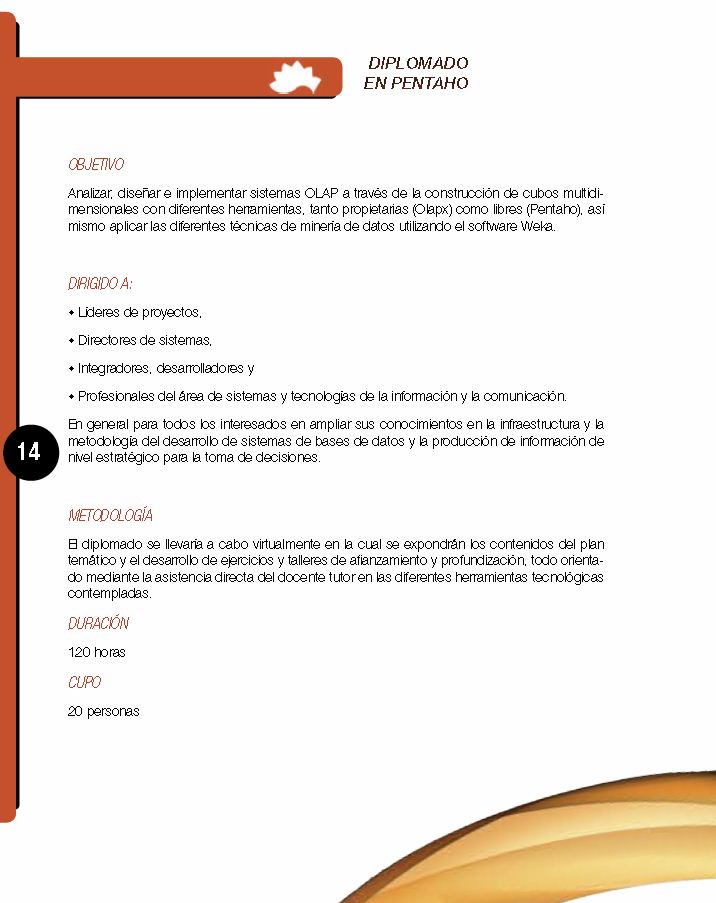 DIPLOMADO
EN PENTAHO
OBJETIVO
Analizar, diseñar e implementar sistemas OLAP a través de la construcción de cubos multidi-
mensionales con diferentes herramientas, tanto propietarias (Olapx) como libres (Pentaho), así
mismo aplicar las diferentes técnicas de minería de datos utilizando el software Weka.
DIRIGIDO A:
• Líderes de proyectos,
• Directores de sistemas,
• Integradores, desarrolladores y
• Profesionales del área de sistemas y tecnologías de la información y la comunicación.
En general para todos los interesados en ampliar sus conocimientos en la infraestructura y la
metodología del desarrollo de sistemas de bases de datos y la producción de información de
nivel estratégico para la toma de decisiones.
14
METODOLOGÍA
El diplomado se llevaría a cabo virtualmente en la cual se expondrán los contenidos del plan
temático y el desarrollo de ejercicios y talleres de afianzamiento y profundización, todo orienta-
do mediante la asistencia directa del docente tutor en las diferentes herramientas tecnológicas
contempladas.
DURACIÓN
120 horas
CUPO
20 personas